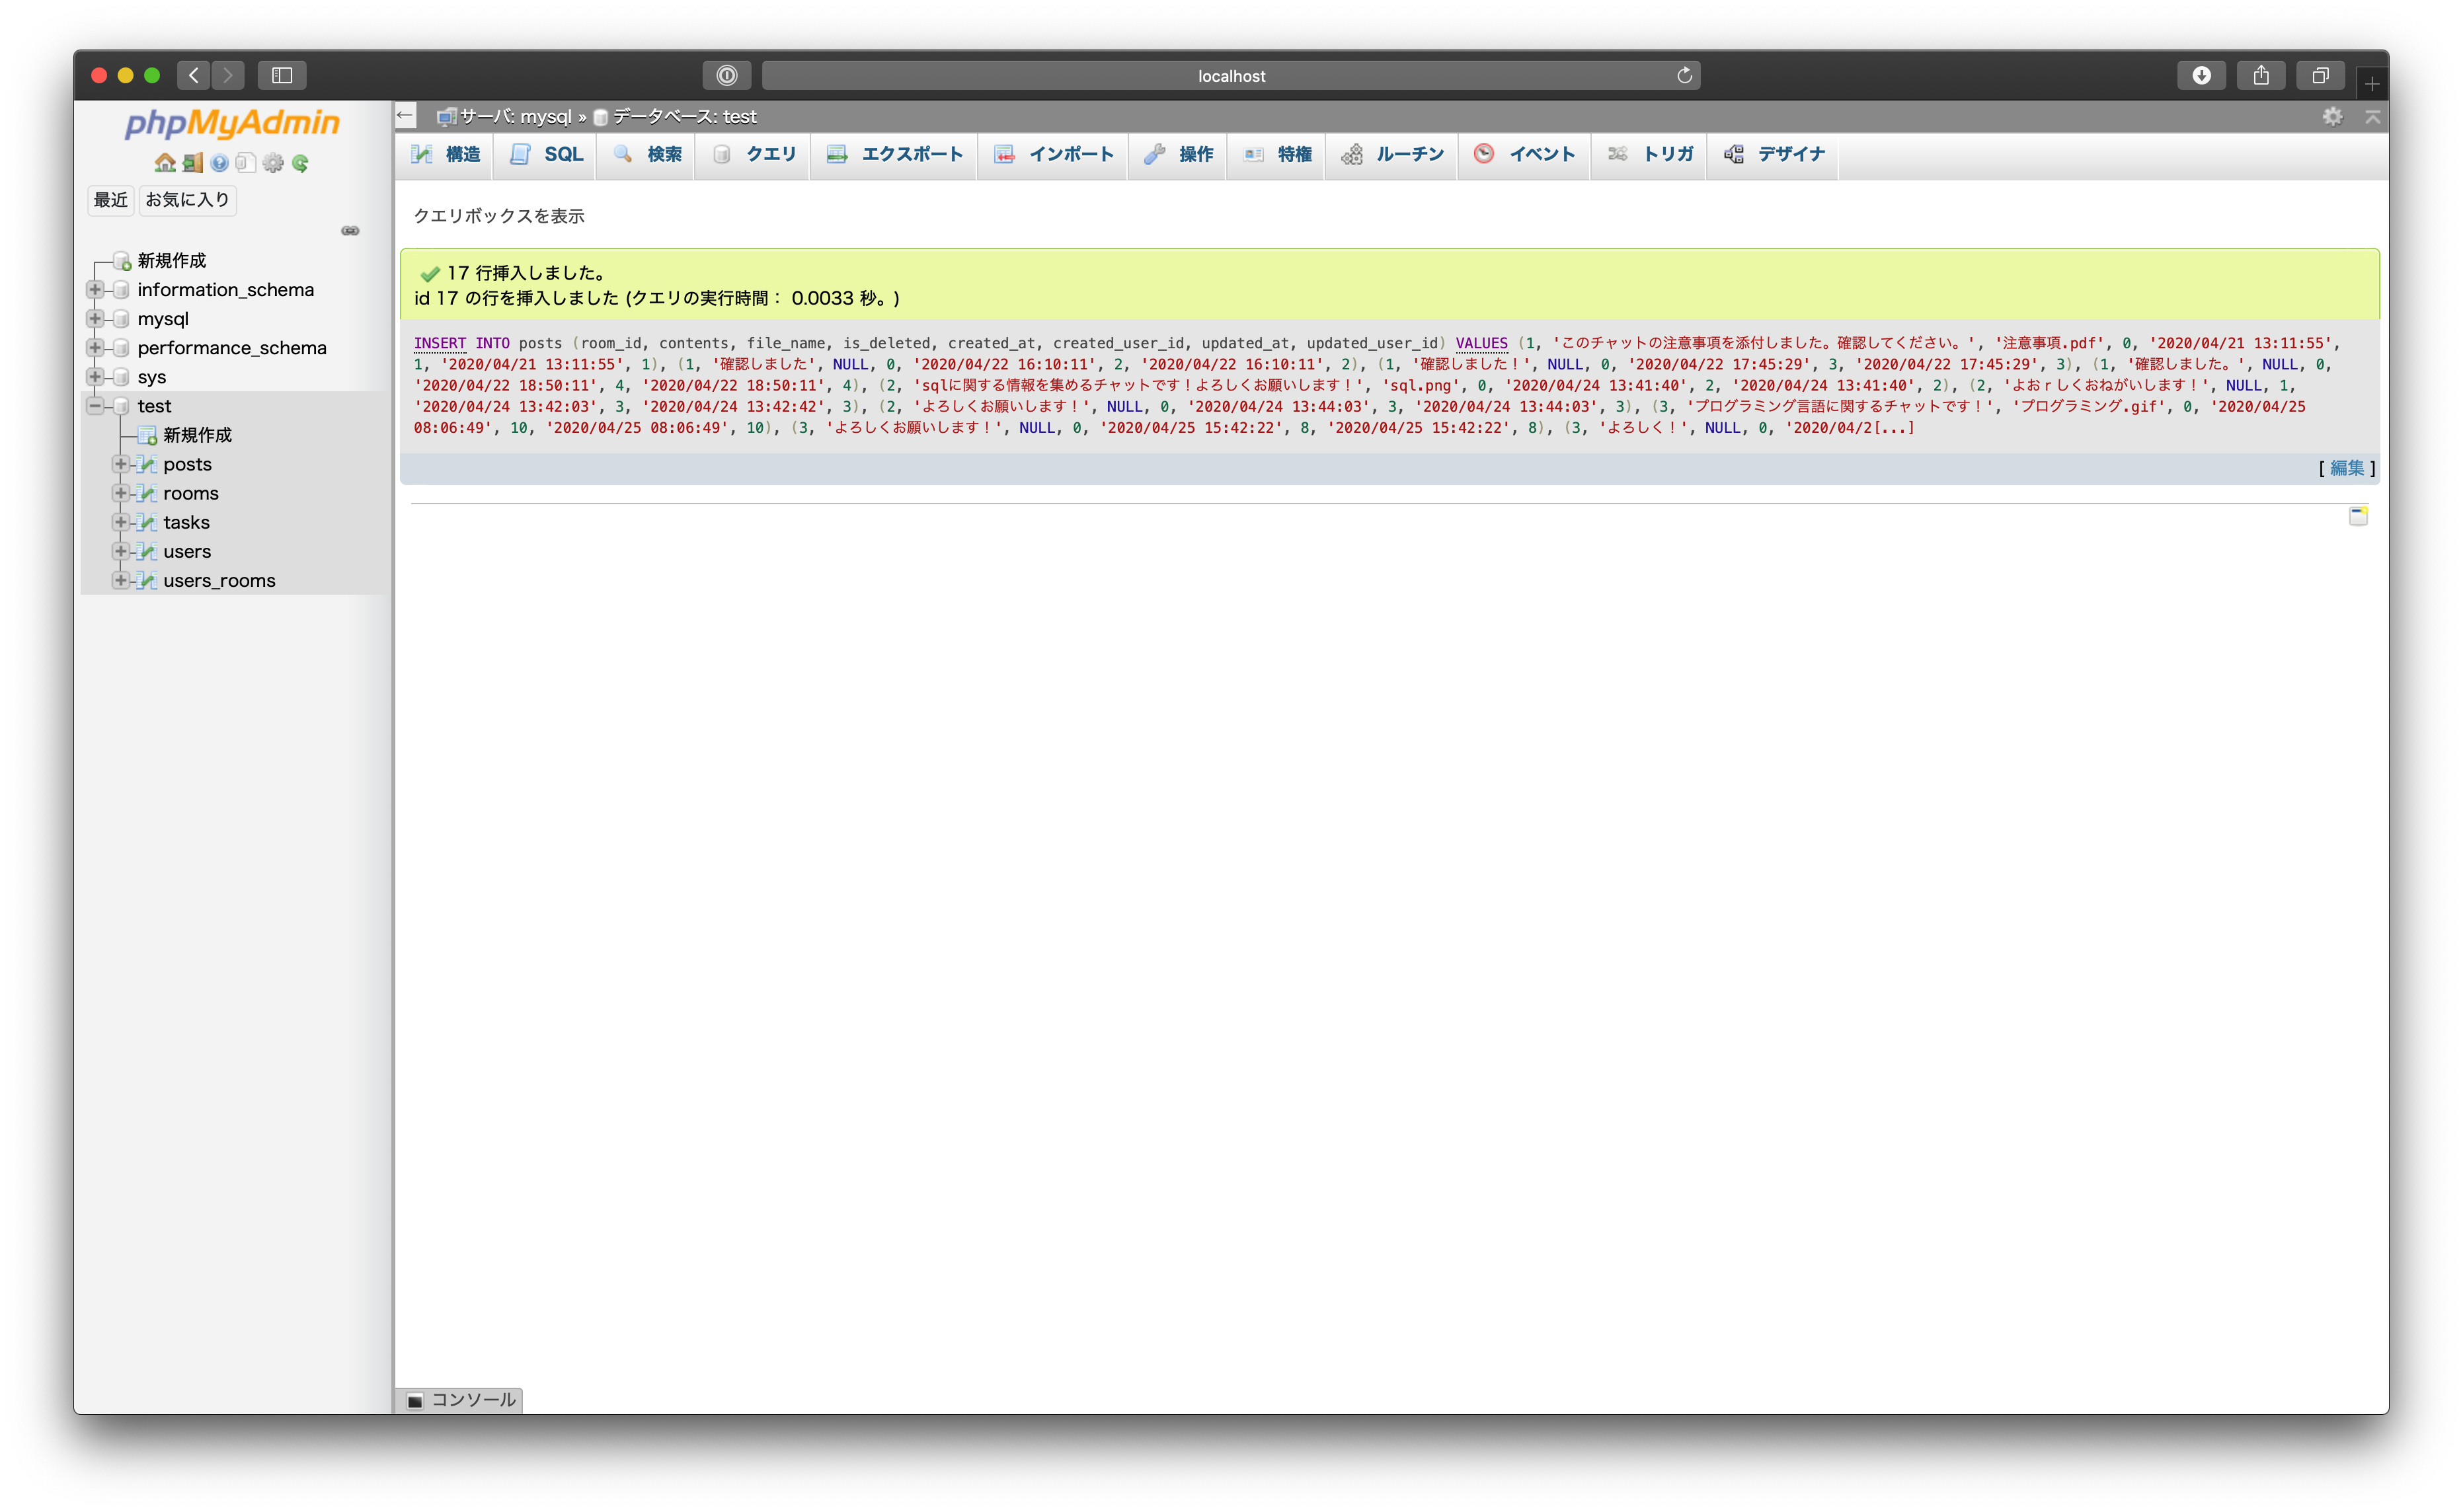 localhost
phpMyAdmin
サーバ: mysql » データベース: test
構造 SQL 検索 クエリ エクスポート インポート 操作 特権 ルーチン イベント トリガ デザイナ
最近 お気に入り
新規作成
information_schema
mysql
performance_schema
sys
test
新規作成
posts
rooms
tasks
users
users_rooms
クエリボックスを表示
17 行挿入しました。
id 17 の行を挿入しました (クエリの実行時間： 0.0033 秒。)
INSERT INTO posts (room_id, contents, file_name, is_deleted, created_at, created_user_id, updated_at, updated_user_id) VALUES (1, 'このチャットの注意事項を添付しました。確認してください。', '注意事項.pdf', 0, '2020/04/21 13:11:55',
1, '2020/04/21 13:11:55', 1), (1, '確認しました', NULL, 0, '2020/04/22 16:10:11', 2, '2020/04/22 16:10:11', 2), (1, '確認しました！', NULL, 0, '2020/04/22 17:45:29', 3, '2020/04/22 17:45:29', 3), (1, '確認しました。', NULL, 0,
'2020/04/22 18:50:11', 4, '2020/04/22 18:50:11', 4), (2, 'sqlに関する情報を集めるチャットです！よろしくお願いします！', 'sql.png', 0, '2020/04/24 13:41:40', 2, '2020/04/24 13:41:40', 2), (2, 'よおｒしくおねがいします！', NULL, 1,
'2020/04/24 13:42:03', 3, '2020/04/24 13:42:42', 3), (2, 'よろしくお願いします！', NULL, 0, '2020/04/24 13:44:03', 3, '2020/04/24 13:44:03', 3), (3, 'プログラミング言語に関するチャットです！', 'プログラミング.gif', 0, '2020/04/25
08:06:49', 10, '2020/04/25 08:06:49', 10), (3, 'よろしくお願いします！', NULL, 0, '2020/04/25 15:42:22', 8, '2020/04/25 15:42:22', 8), (3, 'よろしく！', NULL, 0, '2020/04/2[...]
[ 編集 ]
コンソール